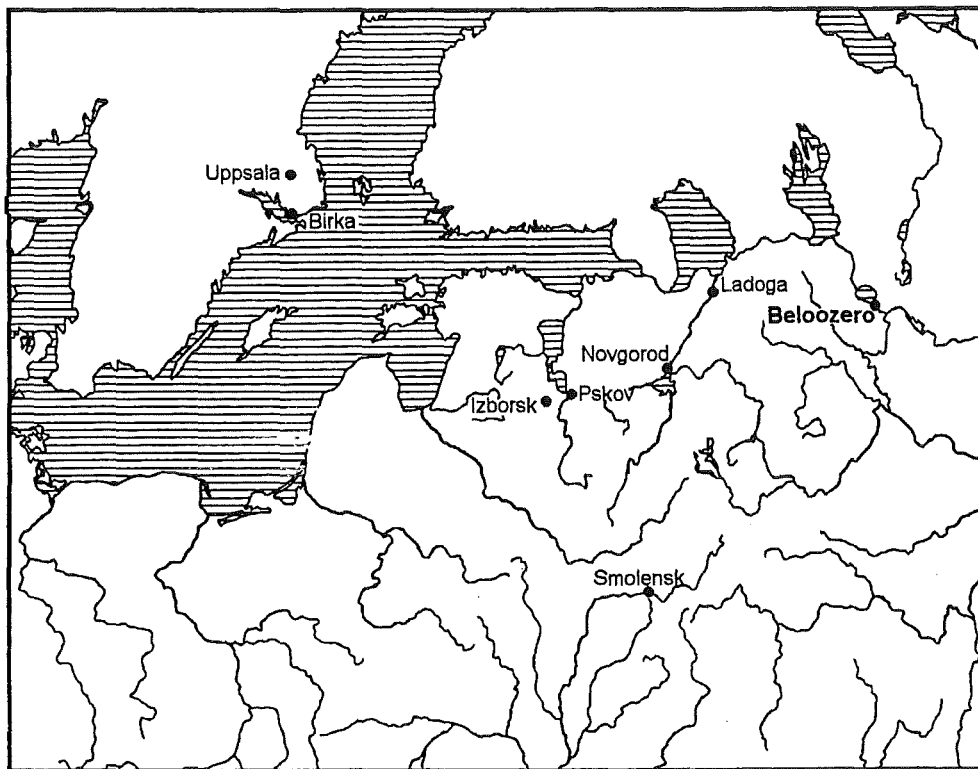 Uppsala
Birka
Ladoga
Beloozero
Novgorod
Izborsk
Pskov
Smolensk